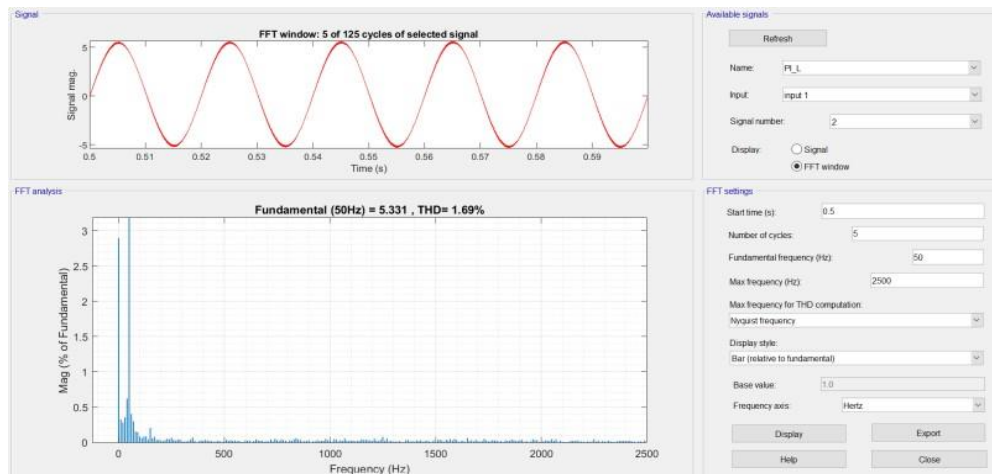 Signal
FFT window: 5 of 125 cycles of selected signal
Signal mag.
5
0
-5
0.5 0.51 0.52 0.53 0.54 0.55 0.56 0.57 0.58 0.59
Time (s)
Available signals
Refresh
Name: PI_L
Input: input 1
Signal number: 2
Display: Signal
FFT window
FFT analysis
Fundamental (50Hz) = 5.331 , THD= 1.69%
Mag (% of Fundamental)
3
2.5
2
1.5
1
0.5
0
0 500 1000 1500 2000 2500
Frequency (Hz)
FFT settings
Start time (s): 0.5
Number of cycles: 5
Fundamental frequency (Hz): 50
Max frequency (Hz): 2500
Max frequency for THD computation:
Nyquist frequency
Display style:
Bar (relative to fundamental)
Base value: 1.0
Frequency axis: Hertz
Display Export
Help Close